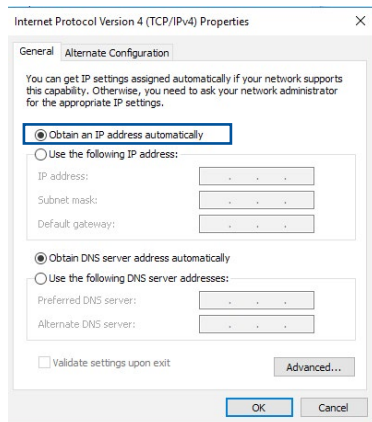 Internet Protocol Version 4 (TCP/IPv4) Properties
General
Alternate Configuration
You can get IP settings assigned automatically if your network supports
this capability. Otherwise, you need to ask your network administrator
for the appropriate IP settings.
Obtain an IP address automatically
Use the following IP address:
IP address:
Subnet mask:
Default gateway:
Obtain DNS server address automatically
Use the following DNS server addresses:
Preferred DNS server:
Alternate DNS server:
Validate settings upon exit
Advanced...
OK
Cancel